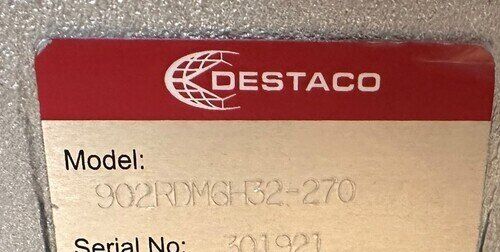 DESTACO
Model:
902RDMGH32-270
Serial No: 301921